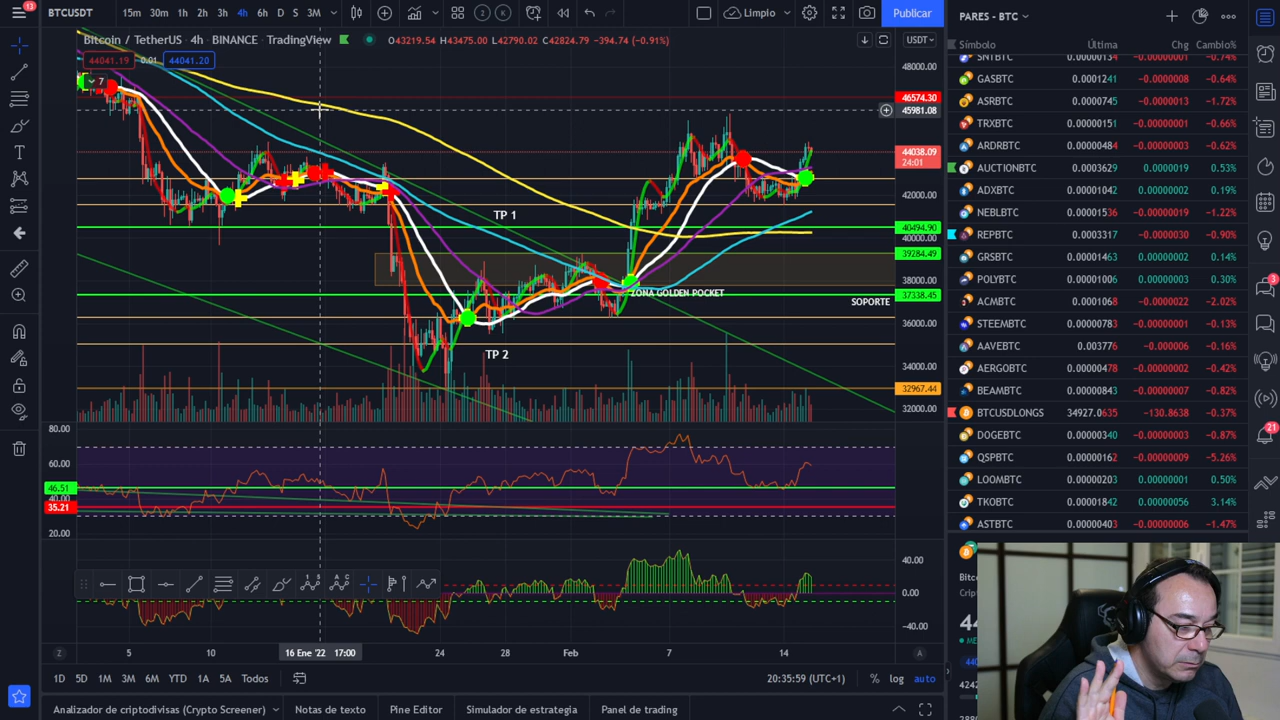 13
BTCUSDT
15m 30m 1h 2h 3h 4h 6h D S 3M
2
K
Limpio
Publicar
PARES - BTC
Bitcoin / TetherUS · 4h · BINANCE · TradingView
O43219.54 H43475.00 L42790.02 C42824.79 −394.74 (−0.91%)
USDT
44041.19 0.01 44041.20
7
48000.00
46574.30
45981.08
44038.09
24:01
42000.00
40494.90
40000.00
39284.49
38000.00
37338.45
36000.00
34000.00
32967.44
32000.00
TP 1
ZONA GOLDEN POCKET
SOPORTE
TP 2
80.00
60.00
46.51
40.00
35.21
20.00
40.00
0.00
−40.00
Z
5
10
16 Ene '22 17:00
24
28
Feb
7
14
A
1D 5D 1M 3M 6M YTD 1A 5A Todos
20:35:59 (UTC+1)
% log auto
Analizador de criptodivisas (Crypto Screener)
Notas de texto
Pine Editor
Simulador de estrategia
Panel de trading
Símbolo Última Chg Cambio%
SNTBTC 0.0000134 −0.0000001 −0.74%
GASBTC 0.0001241 −0.0000008 −0.64%
ASRBTC 0.0000745 −0.0000013 −1.72%
TRXBTC 0.00000151 −0.00000001 −0.66%
ARDRBTC 0.00000484 −0.00000003 −0.62%
AUCTIONBTC 0.0003629 0.0000019 0.53%
ADXBTC 0.00001042 0.00000002 0.19%
NEBLBTC 0.00001536 −0.00000019 −1.22%
REPBTC 0.0003317 −0.0000030 −0.90%
GRSBTC 0.00001463 0.00000002 0.14%
POLYBTC 0.00001006 0.00000003 0.30%
ACMBTC 0.0001068 −0.0000022 −2.02%
STEEMBTC 0.00000783 −0.00000001 −0.13%
AAVEBTC 0.003776 −0.000006 −0.16%
AERGOBTC 0.00000478 −0.00000002 −0.42%
BEAMBTC 0.00000843 −0.00000007 −0.82%
BTCUSDLONGS 34927.0635 −130.8638 −0.37%
DOGEBTC 0.00000340 −0.00000003 −0.87%
QSPBTC 0.00000162 −0.00000009 −5.26%
LOOMBTC 0.00000203 0.00000001 0.50%
TKOBTC 0.00001842 0.00000056 3.14%
ASTBTC 0.00000403 −0.00000006 −1.47%
3
21